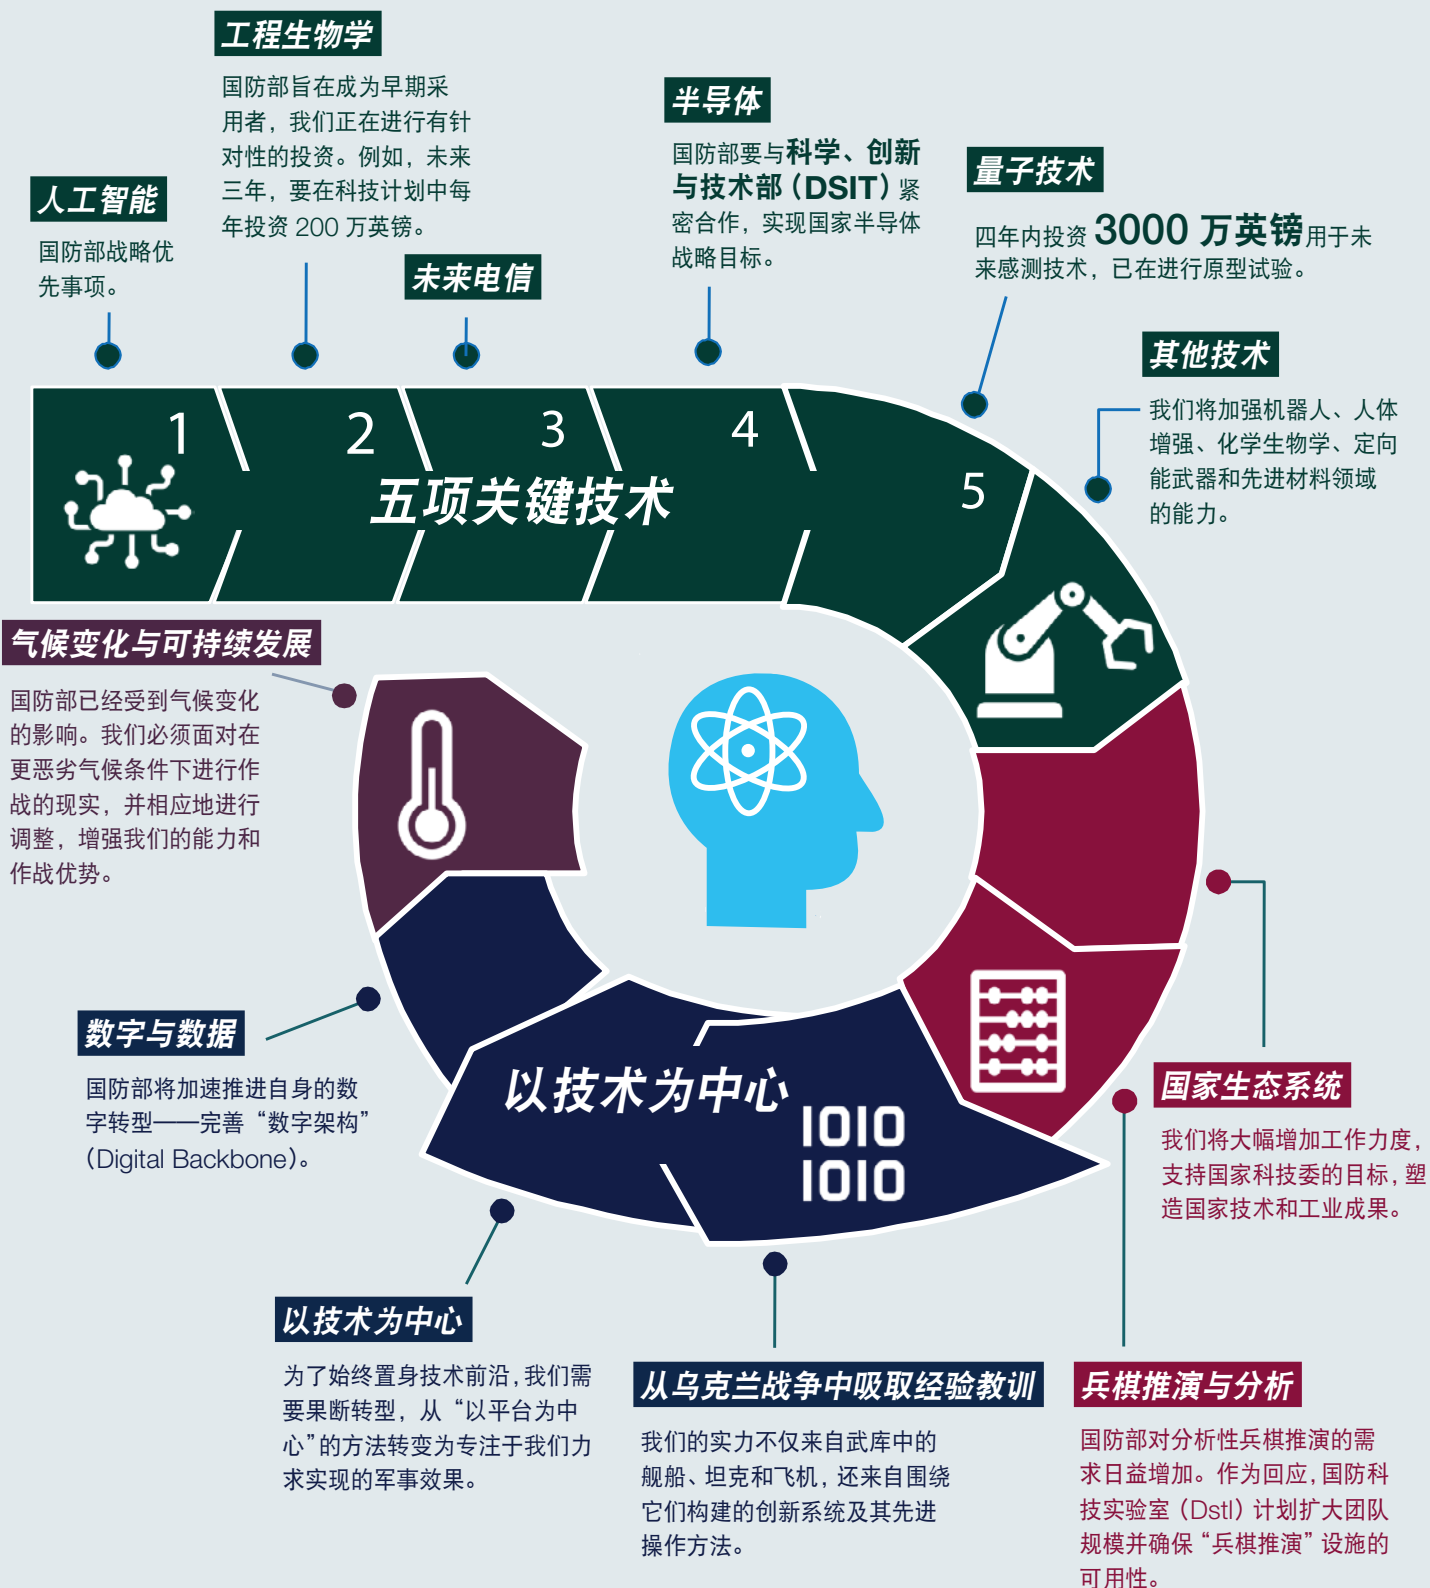 工程生物学
国防部旨在成为早期采
用者，我们正在进行有针
对性的投资。例如，未来
三年，要在科技计划中每
年投资 200 万英镑。
半导体
国防部要与科学、创新
与技术部（DSIT）紧
密合作，实现国家半导体
战略目标。
量子技术
四年内投资 3000 万英镑用于未
来感测技术，已在进行原型试验。
人工智能
国防部战略优
先事项。
未来电信
其他技术
我们将加强机器人、人体
增强、化学生物学、定向
能武器和先进材料领域
的能力。
1
2
3
4
5
五项关键技术
气候变化与可持续发展
国防部已经受到气候变化
的影响。我们必须面对在
更恶劣气候条件下进行作
战的现实，并相应地进行
调整，增强我们的能力和
作战优势。
数字与数据
国防部将加速推进自身的数
字转型——完善“数字架构”
（Digital Backbone）。
以技术为中心
1010
1010
国家生态系统
我们将大幅增加工作力度，
支持国家科技委的目标，塑
造国家技术和工业成果。
以技术为中心
为了始终置身技术前沿，我们需
要果断转型，从“以平台为中
心”的方法转变为专注于我们力
求实现的军事效果。
从乌克兰战争中吸取经验教训
我们的实力不仅来自武库中的
舰船、坦克和飞机，还来自围绕
它们构建的创新系统及其先进
操作方法。
兵棋推演与分析
国防部对分析性兵棋推演的需
求日益增加。作为回应，国防科
技实验室（Dstl）计划扩大团队
规模并确保“兵棋推演”设施的
可用性。